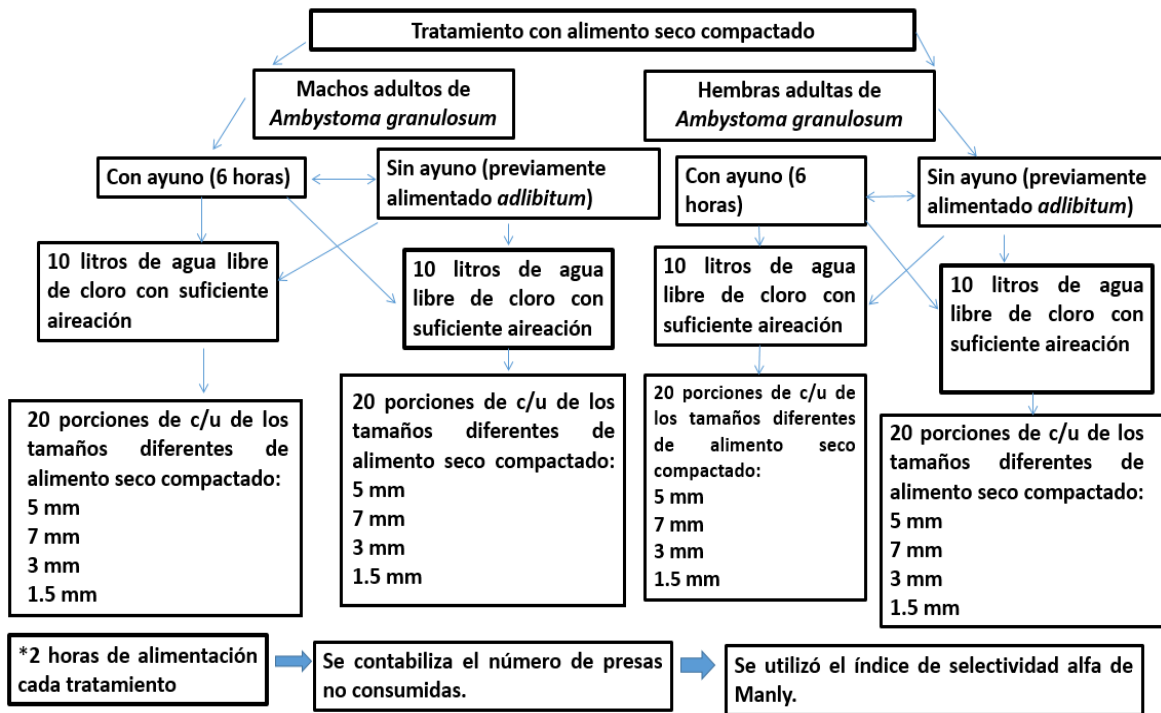 Tratamiento con alimento seco compactado
Machos adultos de
Ambystoma granulosum
Hembras adultas de
Ambystoma granulosum
Con ayuno (6 horas)
Sin ayuno (previamente
alimentado adlibitum)
Con ayuno (6
horas)
Sin ayuno (previamente
alimentado adlibitum)
10 litros de agua libre
de cloro con suficiente
aireación
10 litros de agua
libre de cloro con
suficiente aireación
10 litros de agua
libre de cloro con
suficiente aireación
10 litros de agua
libre de cloro con
suficiente aireación
20 porciones de c/u de los
tamaños diferentes de
alimento seco compactado:
5 mm
7 mm
3 mm
1.5 mm
20 porciones de c/u de los
tamaños diferentes de
alimento seco compactado:
5 mm
7 mm
3 mm
1.5 mm
20 porciones de c/u de
los tamaños diferentes
de alimento seco
compactado:
5 mm
7 mm
3 mm
1.5 mm
20 porciones de c/u de los
tamaños diferentes de
alimento seco compactado:
5 mm
7 mm
3 mm
1.5 mm
*2 horas de alimentación
cada tratamiento
Se contabiliza el número de presas
no consumidas.
Se utilizó el índice de selectividad alfa de
Manly.